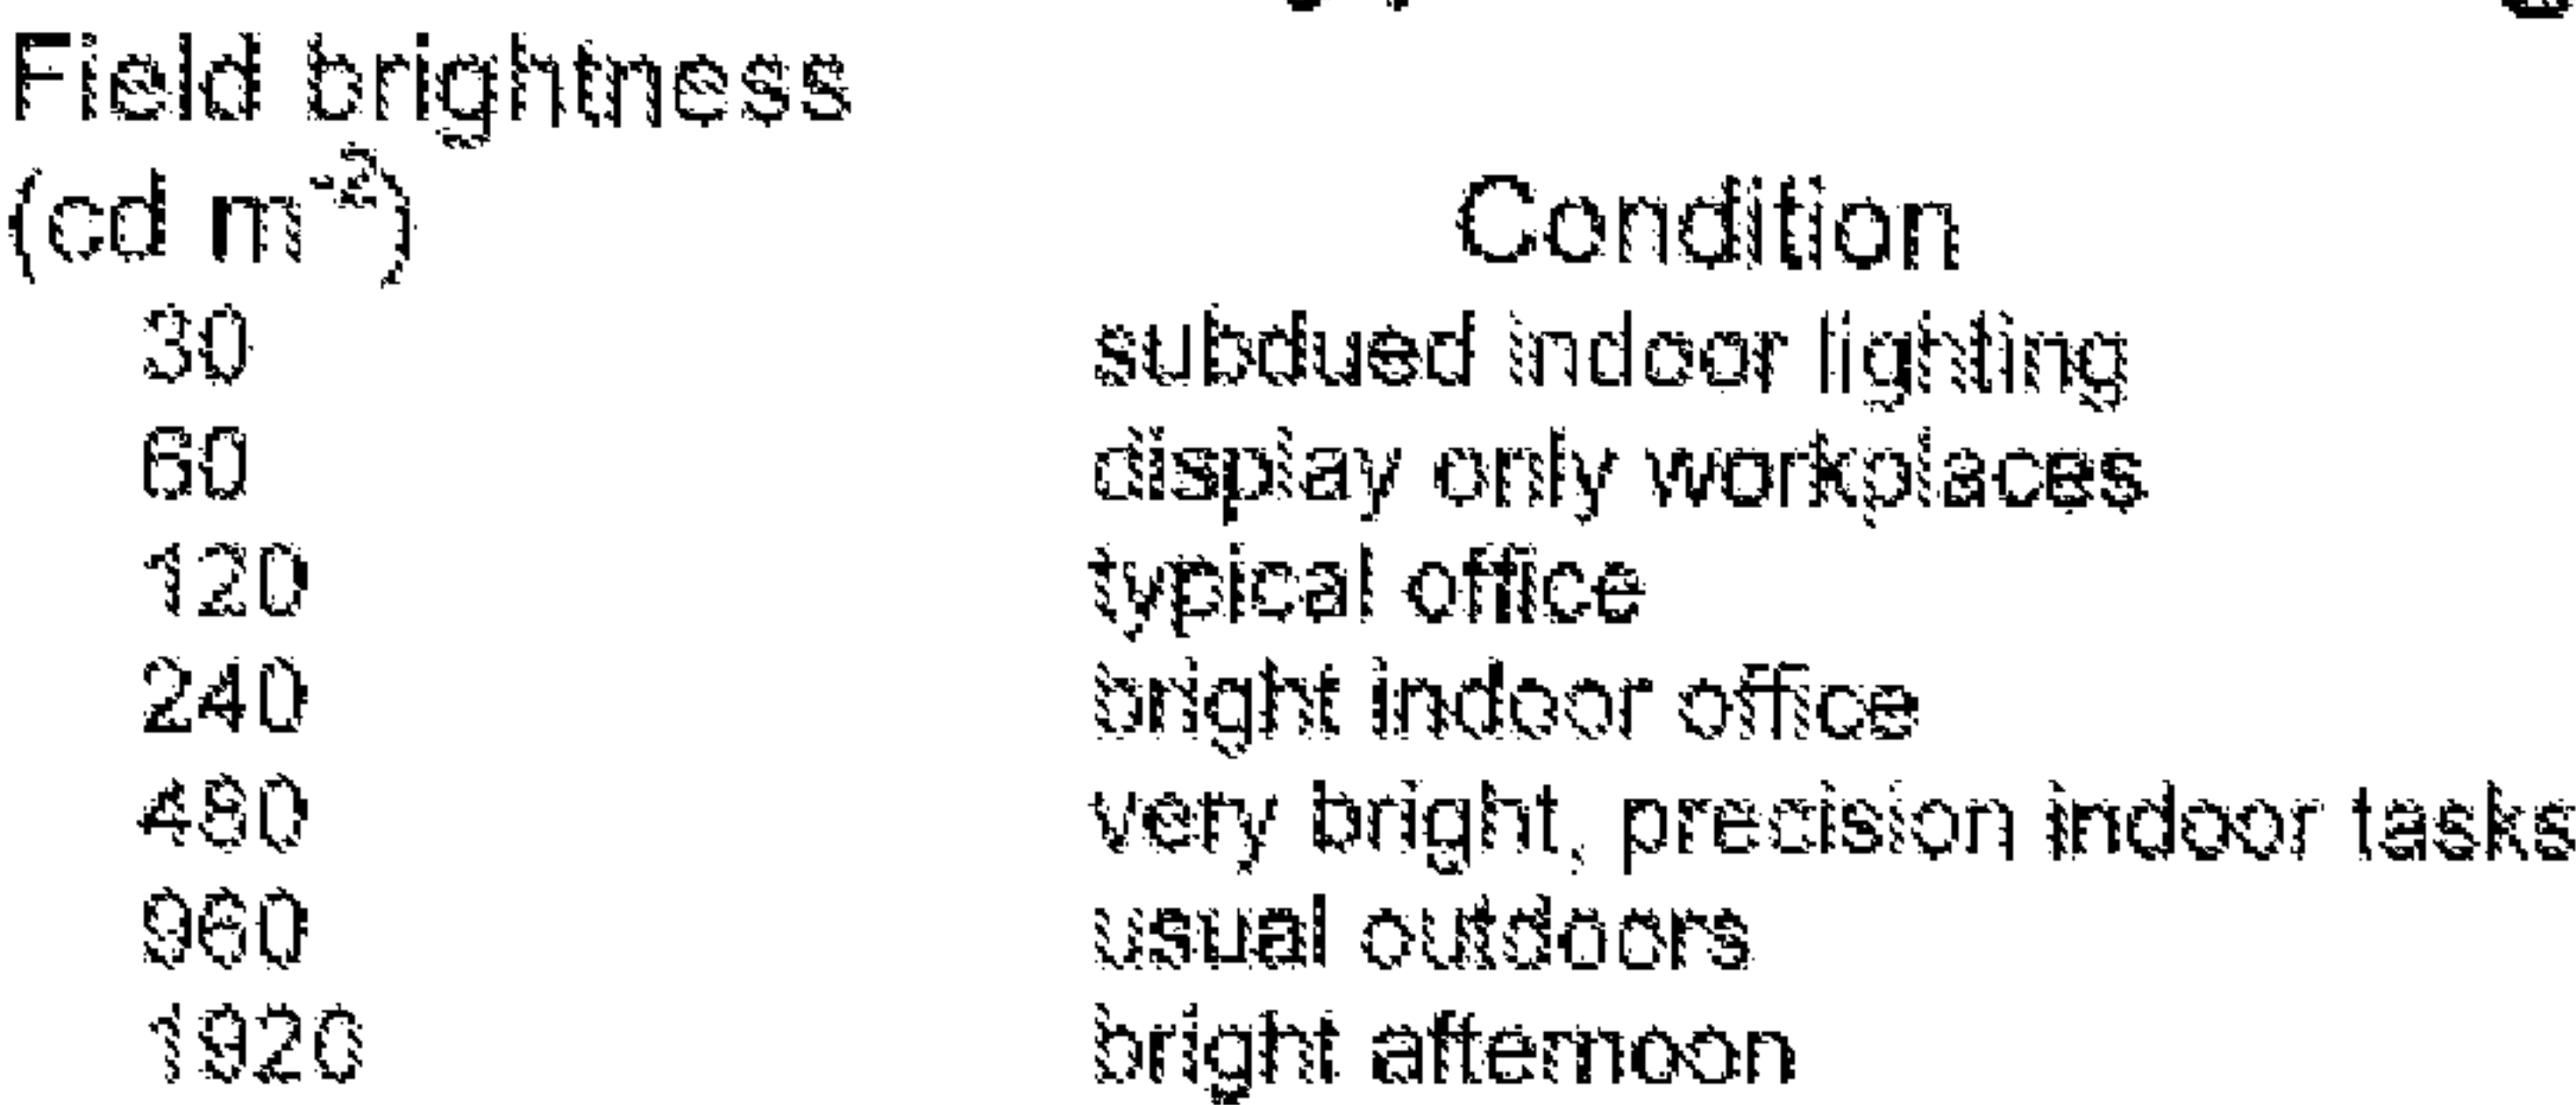 Field brightness
(cd m⁻²) Condition
30 subdued indoor lighting
60 display only workplaces
120 typical office
240 bright indoor office
480 very bright, precision indoor tasks
960 usual outdoors
1920 bright afternoon